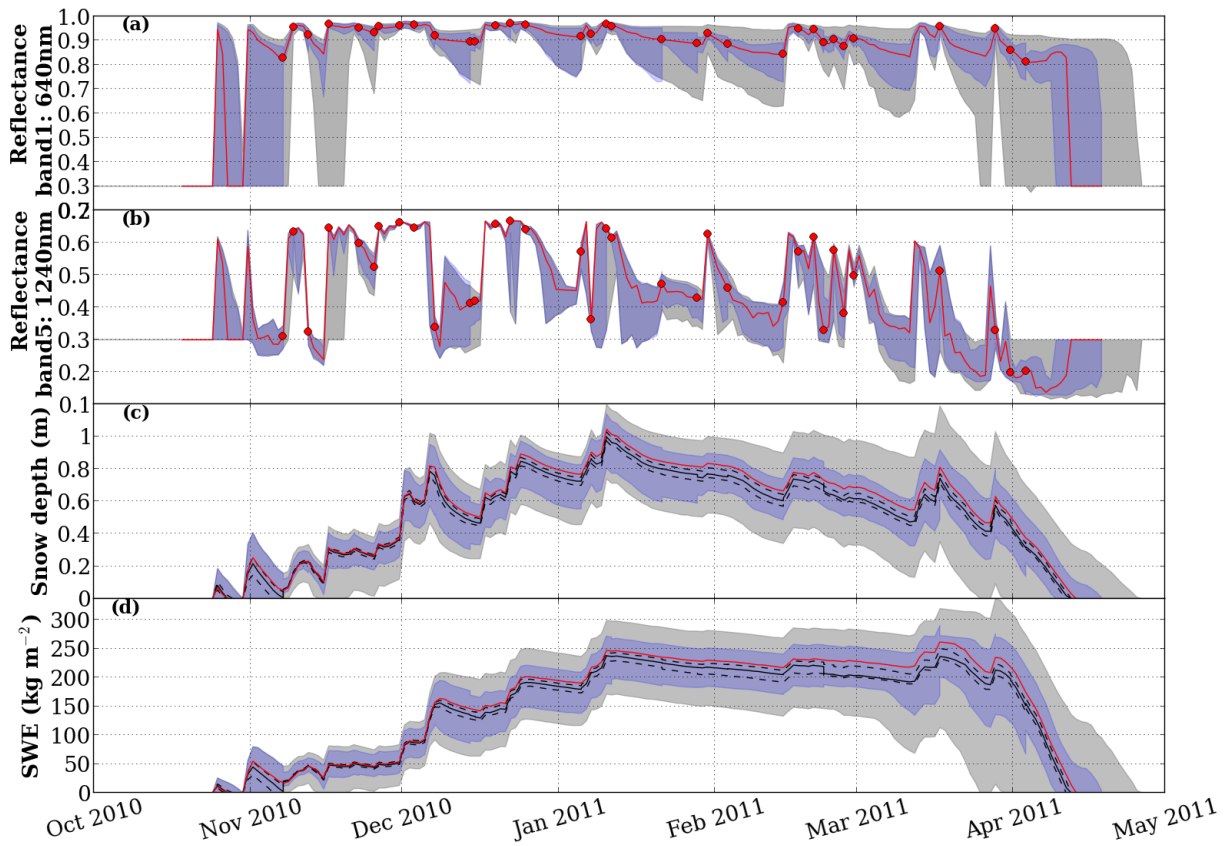 (a)
Reflectance
band1: 640nm
1.0
0.9
0.8
0.7
0.6
0.5
0.4
0.3
0.2
(b)
Reflectance
band5: 1240nm
0.7
0.6
0.5
0.4
0.3
0.2
0.1
(c)
Snow depth (m)
1
0.8
0.6
0.4
0.2
0
(d)
SWE (kg m⁻²)
300
250
200
150
100
50
0
Oct 2010
Nov 2010
Dec 2010
Jan 2011
Feb 2011
Mar 2011
Apr 2011
May 2011